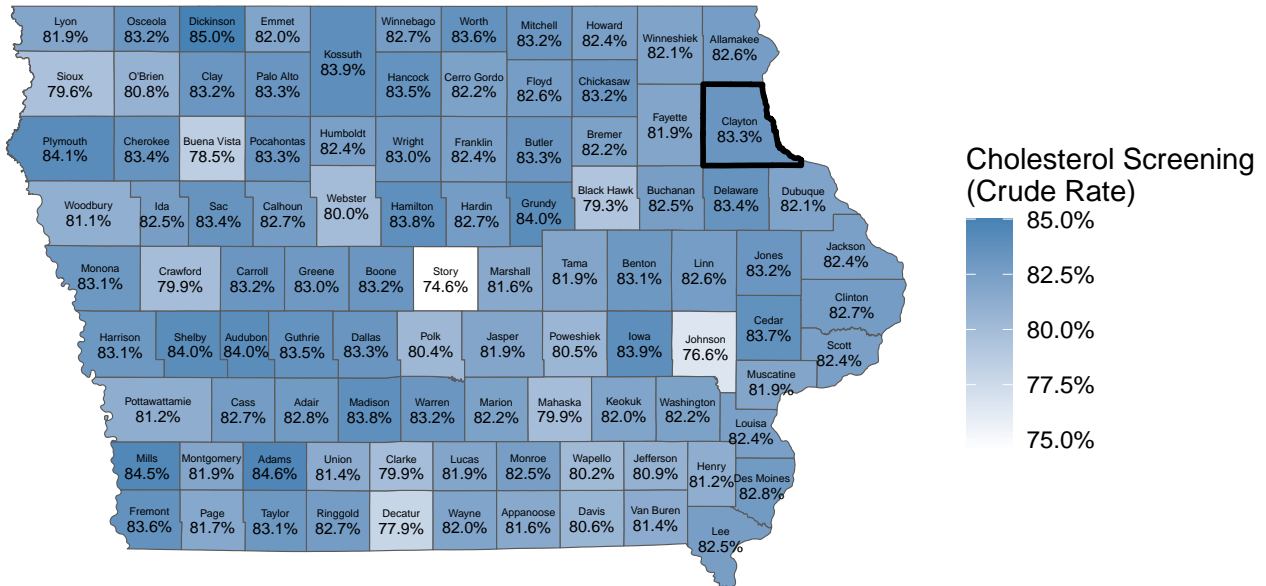 Lyon
81.9%
Osceola
83.2%
Dickinson
85.0%
Emmet
82.0%
Kossuth
83.9%
Winnebago
82.7%
Worth
83.6%
Mitchell
83.2%
Howard
82.4%
Winneshiek
82.1%
Allamakee
82.6%
Sioux
79.6%
O'Brien
80.8%
Clay
83.2%
Palo Alto
83.3%
Hancock
83.5%
Cerro Gordo
82.2%
Floyd
82.6%
Chickasaw
83.2%
Fayette
81.9%
Clayton
83.3%
Plymouth
84.1%
Cherokee
83.4%
Buena Vista
78.5%
Pocahontas
83.3%
Humboldt
82.4%
Wright
83.0%
Franklin
82.4%
Butler
83.3%
Bremer
82.2%
Woodbury
81.1%
Ida
82.5%
Sac
83.4%
Calhoun
82.7%
Webster
80.0%
Hamilton
83.8%
Hardin
82.7%
Grundy
84.0%
Black Hawk
79.3%
Buchanan
82.5%
Delaware
83.4%
Dubuque
82.1%
Monona
83.1%
Crawford
79.9%
Carroll
83.2%
Greene
83.0%
Boone
83.2%
Story
74.6%
Marshall
81.6%
Tama
81.9%
Benton
83.1%
Linn
82.6%
Jones
83.2%
Jackson
82.4%
Clinton
82.7%
Harrison
83.1%
Shelby
84.0%
Audubon
84.0%
Guthrie
83.5%
Dallas
83.3%
Polk
80.4%
Jasper
81.9%
Poweshiek
80.5%
Iowa
83.9%
Johnson
76.6%
Cedar
83.7%
Scott
82.4%
Muscatine
81.9%
Pottawattamie
81.2%
Cass
82.7%
Adair
82.8%
Madison
83.8%
Warren
83.2%
Marion
82.2%
Mahaska
79.9%
Keokuk
82.0%
Washington
82.2%
Louisa
82.4%
Mills
84.5%
Montgomery
81.9%
Adams
84.6%
Union
81.4%
Clarke
79.9%
Lucas
81.9%
Monroe
82.5%
Wapello
80.2%
Jefferson
80.9%
Henry
81.2%
Des Moines
82.8%
Fremont
83.6%
Page
81.7%
Taylor
83.1%
Ringgold
82.7%
Decatur
77.9%
Wayne
82.0%
Appanoose
81.6%
Davis
80.6%
Van Buren
81.4%
Lee
82.5%
Cholesterol Screening
(Crude Rate)
85.0%
82.5%
80.0%
77.5%
75.0%